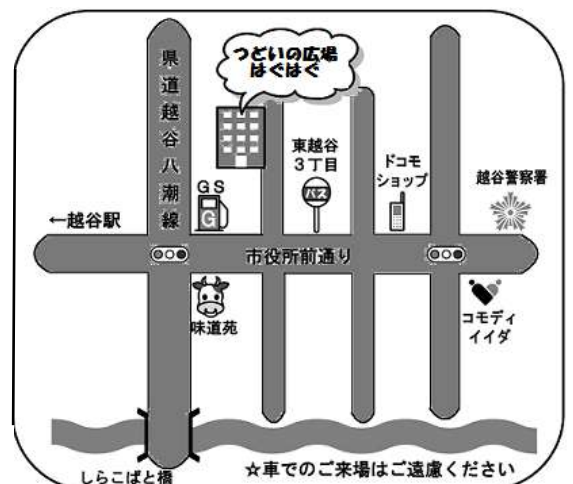 つどいの広場
はぐはぐ
県道越谷八潮線
東越谷
3丁目
バス
ドコモ
ショップ
越谷警察署
GS
G
←越谷駅
市役所前通り
味道苑
コモディ
イイダ
しらこばと橋
☆車でのご来場はご遠慮ください